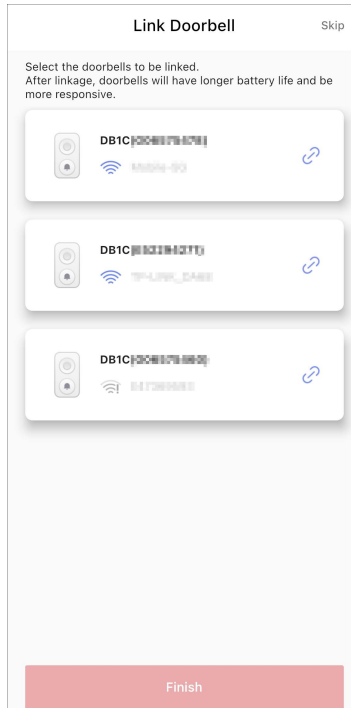 Link Doorbell
Skip
Select the doorbells to be linked.
After linkage, doorbells will have longer battery life and be
more responsive.
DB1C
DB1C
DB1C
Finish